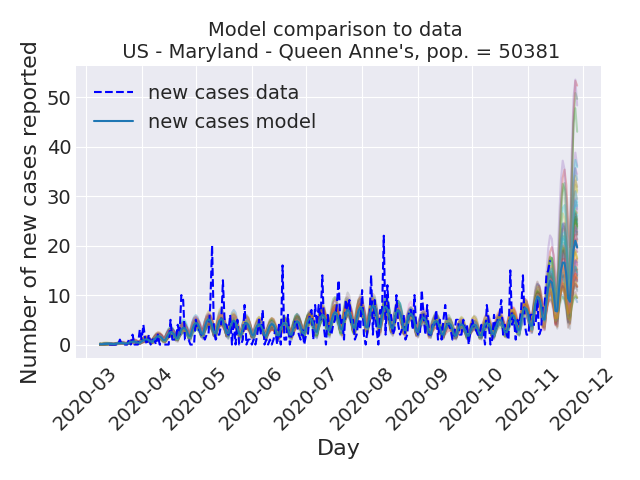 Model comparison to data
US - Maryland - Queen Anne's, pop. = 50381
Number of new cases reported
50
40
30
20
10
0
new cases data
new cases model
2020-03
2020-04
2020-05
2020-06
2020-07
2020-08
2020-09
2020-10
2020-11
2020-12
Day